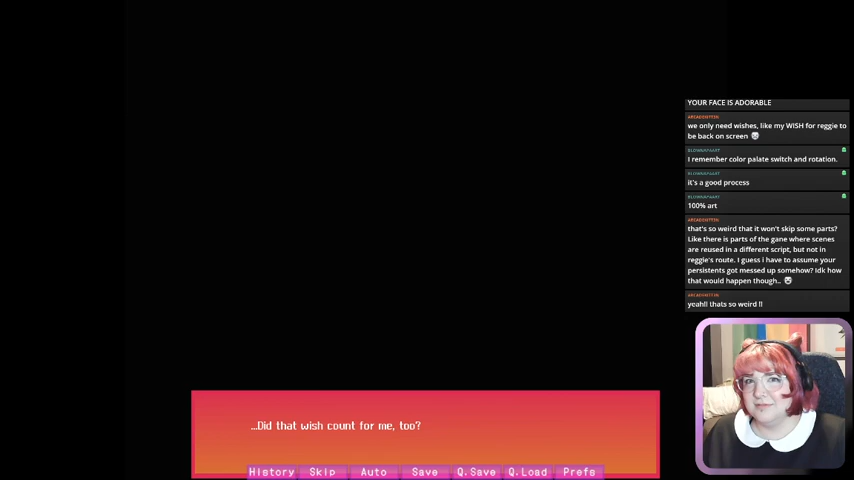 YOUR FACE IS ADORABLE
we only need wishes, like my WISH for reggie to
be back on screen
I remember color palate switch and rotation.
it's a good process
100% art
that's so weird that it won't skip some parts?
Like there is parts of the gane where scenes
are reused in a different script, but not in
reggie's route. I guess i have to assume your
persistents got messed up somehow? Idk how
that would happen though..
yeah!! thats so weird !!
...Did that wish count for me, too?
History Skip Auto Save Q.Save Q.Load Prefs